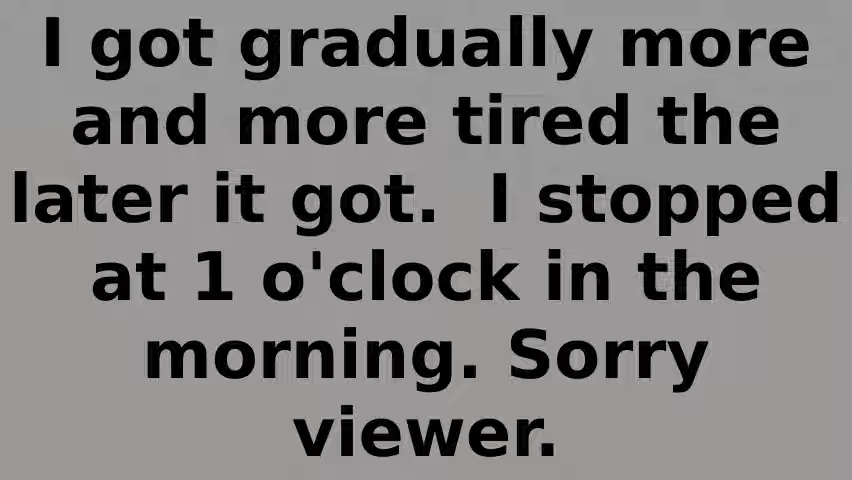 I got gradually more
and more tired the
later it got.  I stopped
at 1 o'clock in the
morning. Sorry
viewer.